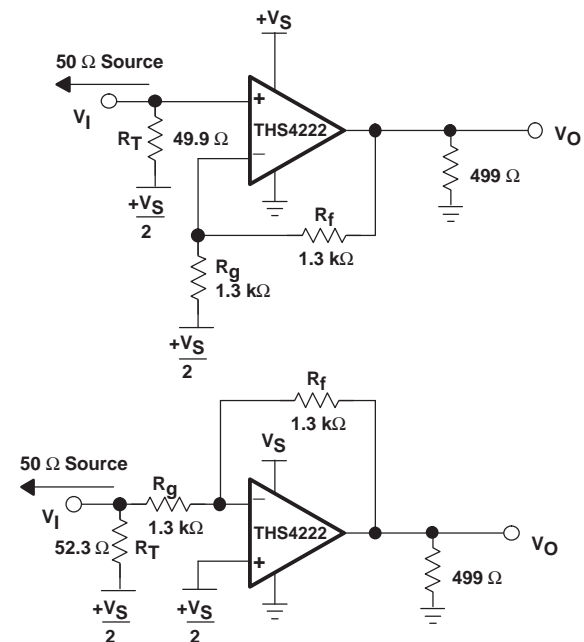 +VS
50 Ω Source
+
VI
THS4222
VO
RT
49.9 Ω
−
499 Ω
+VS
2
Rf
1.3 kΩ
Rg
1.3 kΩ
+VS
2
Rf
1.3 kΩ
50 Ω Source
VS
Rg
−
VI
1.3 kΩ
THS4222
VO
52.3 Ω
RT
+
499 Ω
+VS
2
+VS
2